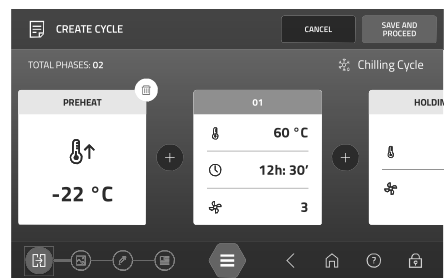 CREATE CYCLE
CANCEL
SAVE AND
PROCEED
TOTAL PHASES: 02
Chilling Cycle
PREHEAT
-22 °C
01
60 °C
12h: 30’
3
HOLDIN